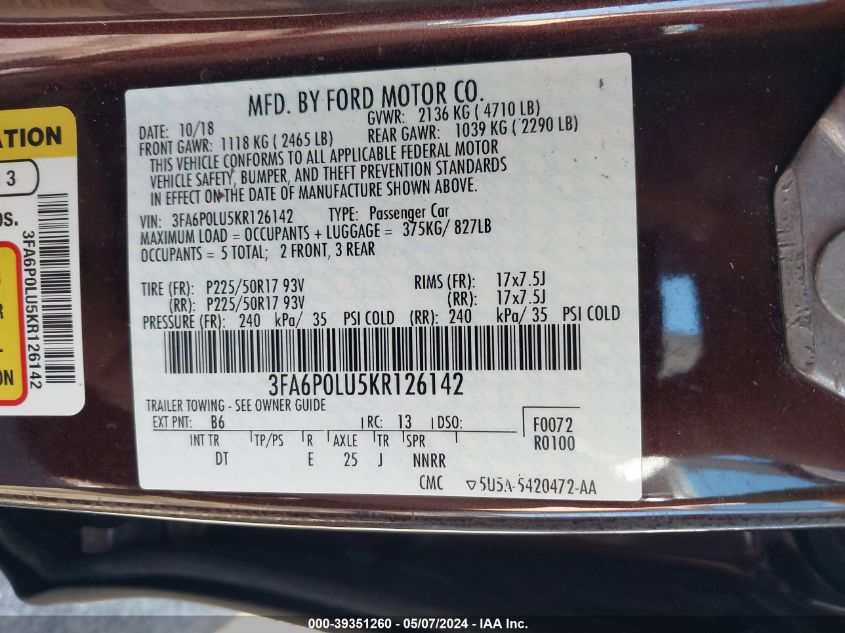 MFD. BY FORD MOTOR CO.
DATE: 10/18 GVWR: 2136 KG ( 4710 LB)
FRONT GAWR: 1118 KG ( 2465 LB) REAR GAWR: 1039 KG ( 2290 LB)
THIS VEHICLE CONFORMS TO ALL APPLICABLE FEDERAL MOTOR
VEHICLE SAFETY, BUMPER, AND THEFT PREVENTION STANDARDS
IN EFFECT ON THE DATE OF MANUFACTURE SHOWN ABOVE.
VIN: 3FA6P0LU5KR126142 TYPE: Passenger Car
MAXIMUM LOAD = OCCUPANTS + LUGGAGE = 375KG/ 827LB
OCCUPANTS = 5 TOTAL; 2 FRONT, 3 REAR
TIRE (FR): P225/50R17 93V RIMS (FR): 17x7.5J
(RR): P225/50R17 93V (RR): 17x7.5J
PRESSURE (FR): 240 kPa/ 35 PSI COLD (RR): 240 kPa/ 35 PSI COLD
3FA6P0LU5KR126142
TRAILER TOWING - SEE OWNER GUIDE
EXT PNT: B6 RC: 13 DSO: F0072
R0100
INT TR TP/PS R AXLE TR SPR
DT E 25 J NNRR
CMC ▽5U5A-5420472-AA
ATION
3
OS.
3FA6P0LU5KR126142
R
L
ON
000-39351260 - 05/07/2024 - IAA Inc.